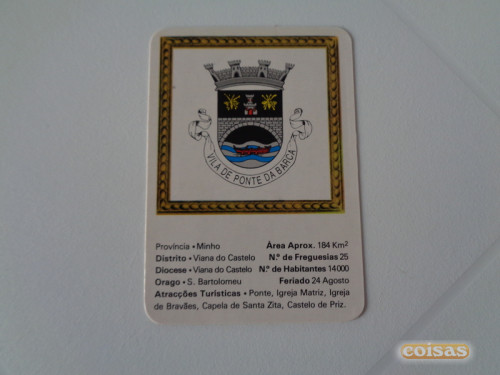 VILA DE PONTE DA BARCA
Província • Minho Área Aprox. 184 Km²
Distrito • Viana do Castelo N.º de Freguesias 25
Diocese • Viana do Castelo N.º de Habitantes 14000
Orago • S. Bartolomeu Feriado 24 Agosto
Atracções Turísticas • Ponte, Igreja Matriz, Igreja
de Bravães, Capela de Santa Zita, Castelo de Priz.
coisas